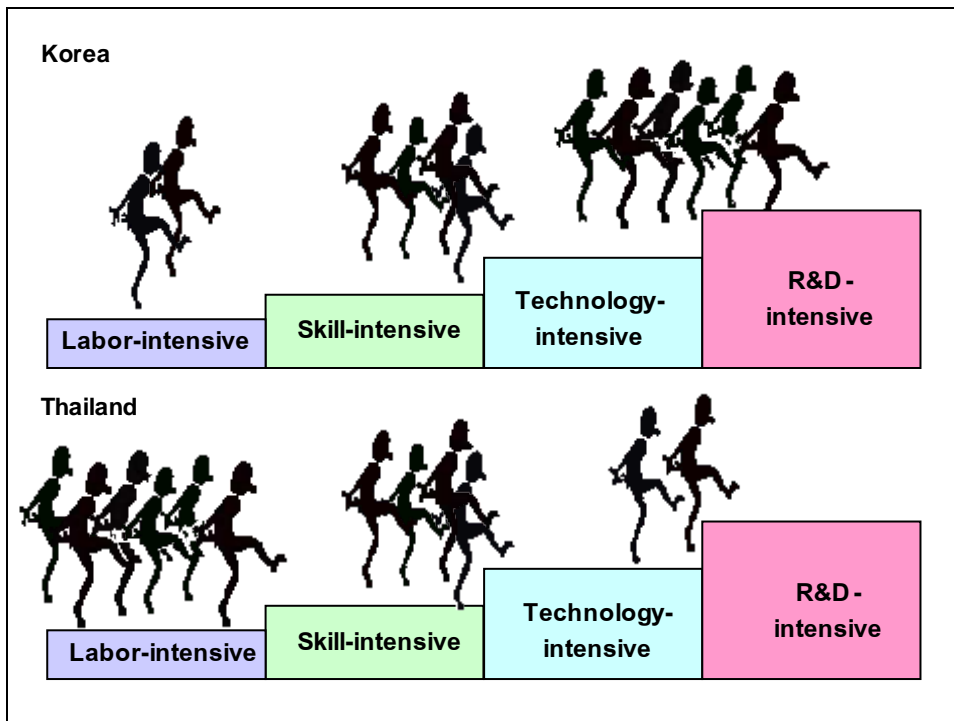 Korea
Labor-intensive
Skill-intensive
Technology-
intensive
R&D -
intensive
Thailand
Labor-intensive
Skill-intensive
Technology-
intensive
R&D -
intensive